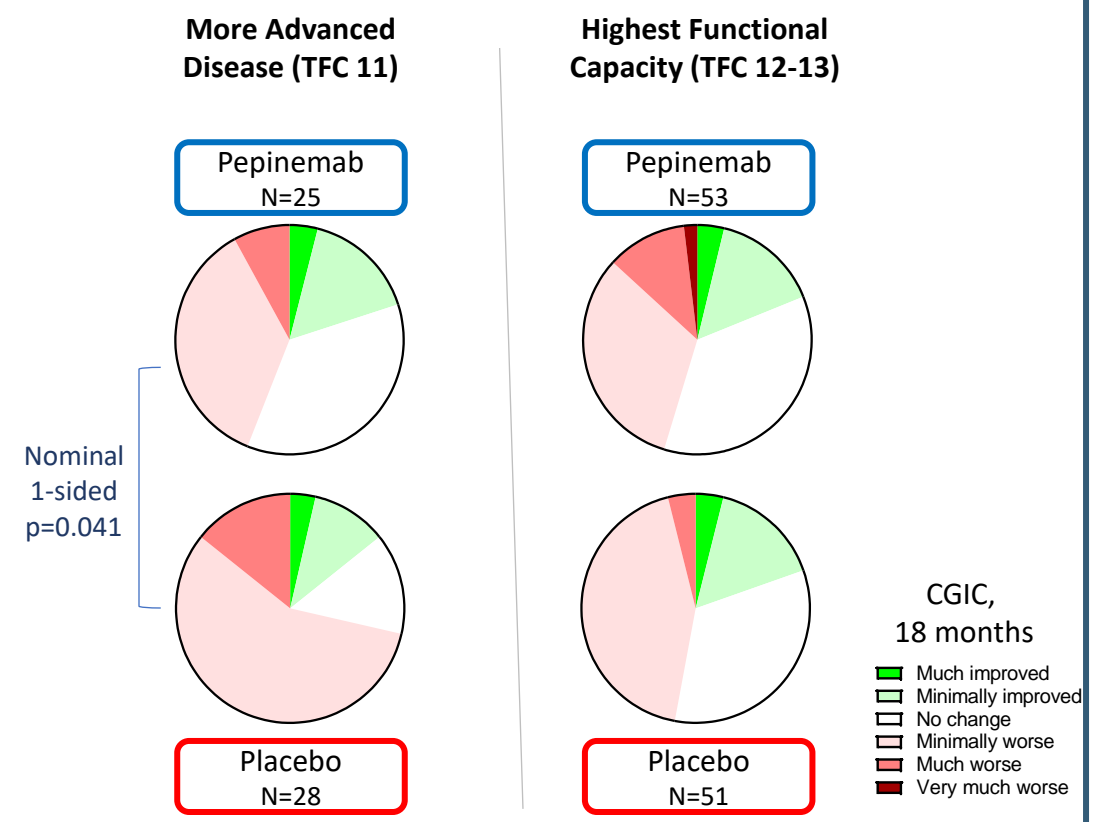 More Advanced
Disease (TFC 11)
Highest Functional
Capacity (TFC 12-13)
Pepinemab
N=25
Pepinemab
N=53
Nominal
1-sided
p=0.041
Placebo
N=28
Placebo
N=51
CGIC,
18 months
Much improved
Minimally improved
No change
Minimally worse
Much worse
Very much worse